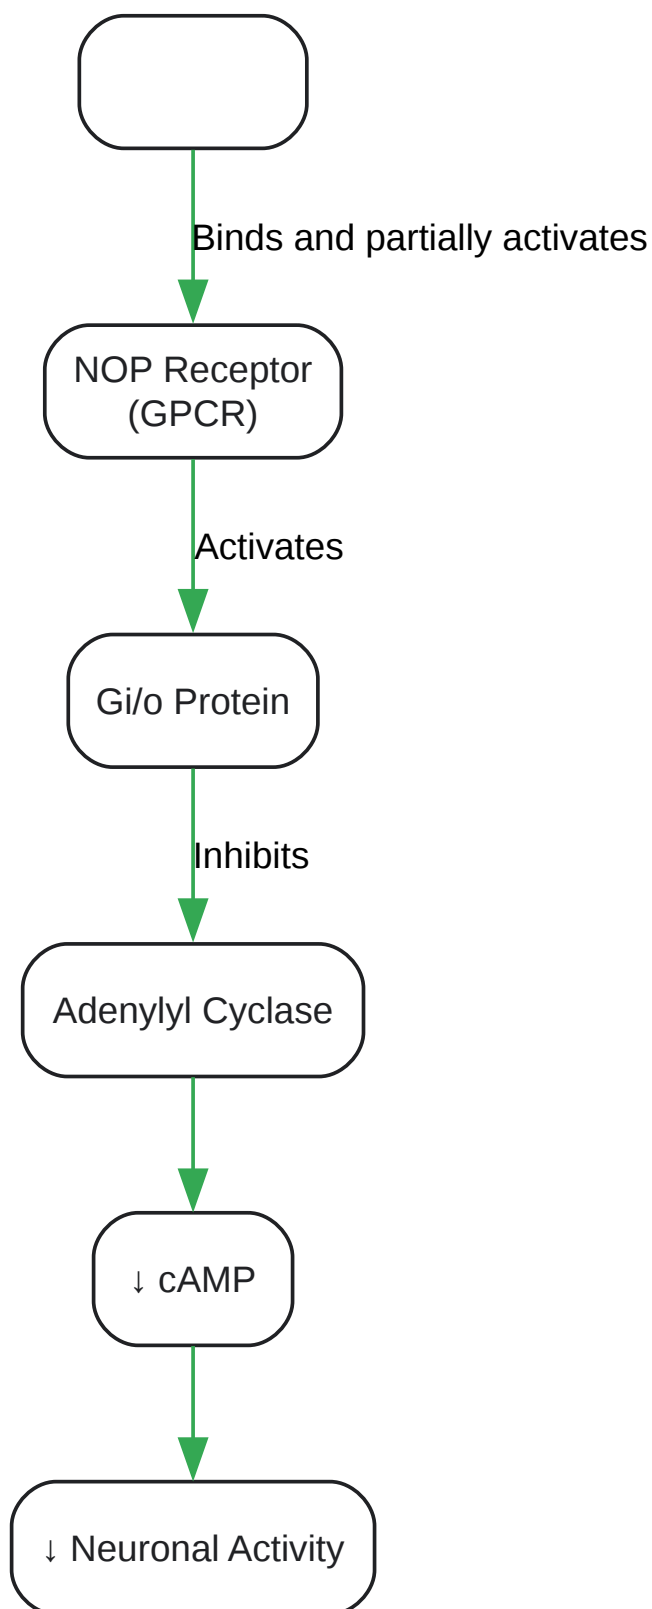 Binds and partially activates
NOP Receptor
(GPCR)
Activates
Gi/o Protein
Inhibits
Adenylyl Cyclase
↓ cAMP
↓ Neuronal Activity